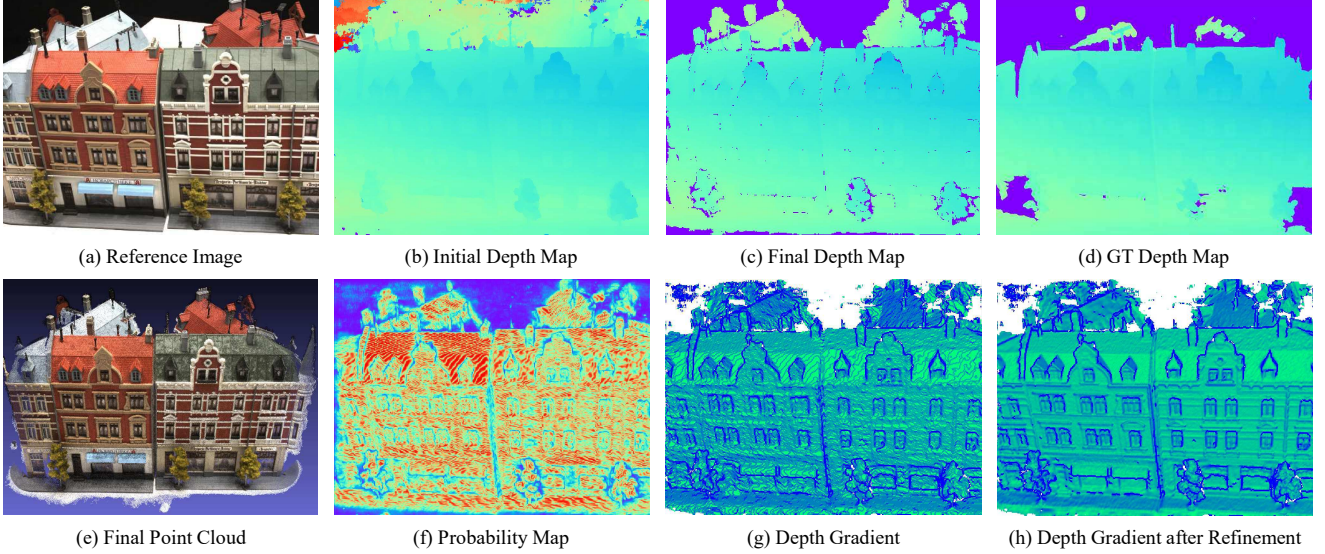 (a) Reference Image
(b) Initial Depth Map
(c) Final Depth Map
(d) GT Depth Map
(e) Final Point Cloud
(f) Probability Map
(g) Depth Gradient
(h) Depth Gradient after Refinement